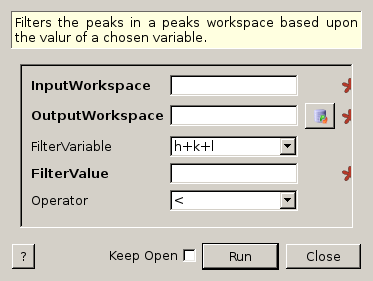 Filters the peaks in a peaks workspace based upon
the valur of a chosen variable.
InputWorkspace
OutputWorkspace
FilterVariable h+k+l
FilterValue
Operator <
? Keep Open Run Close